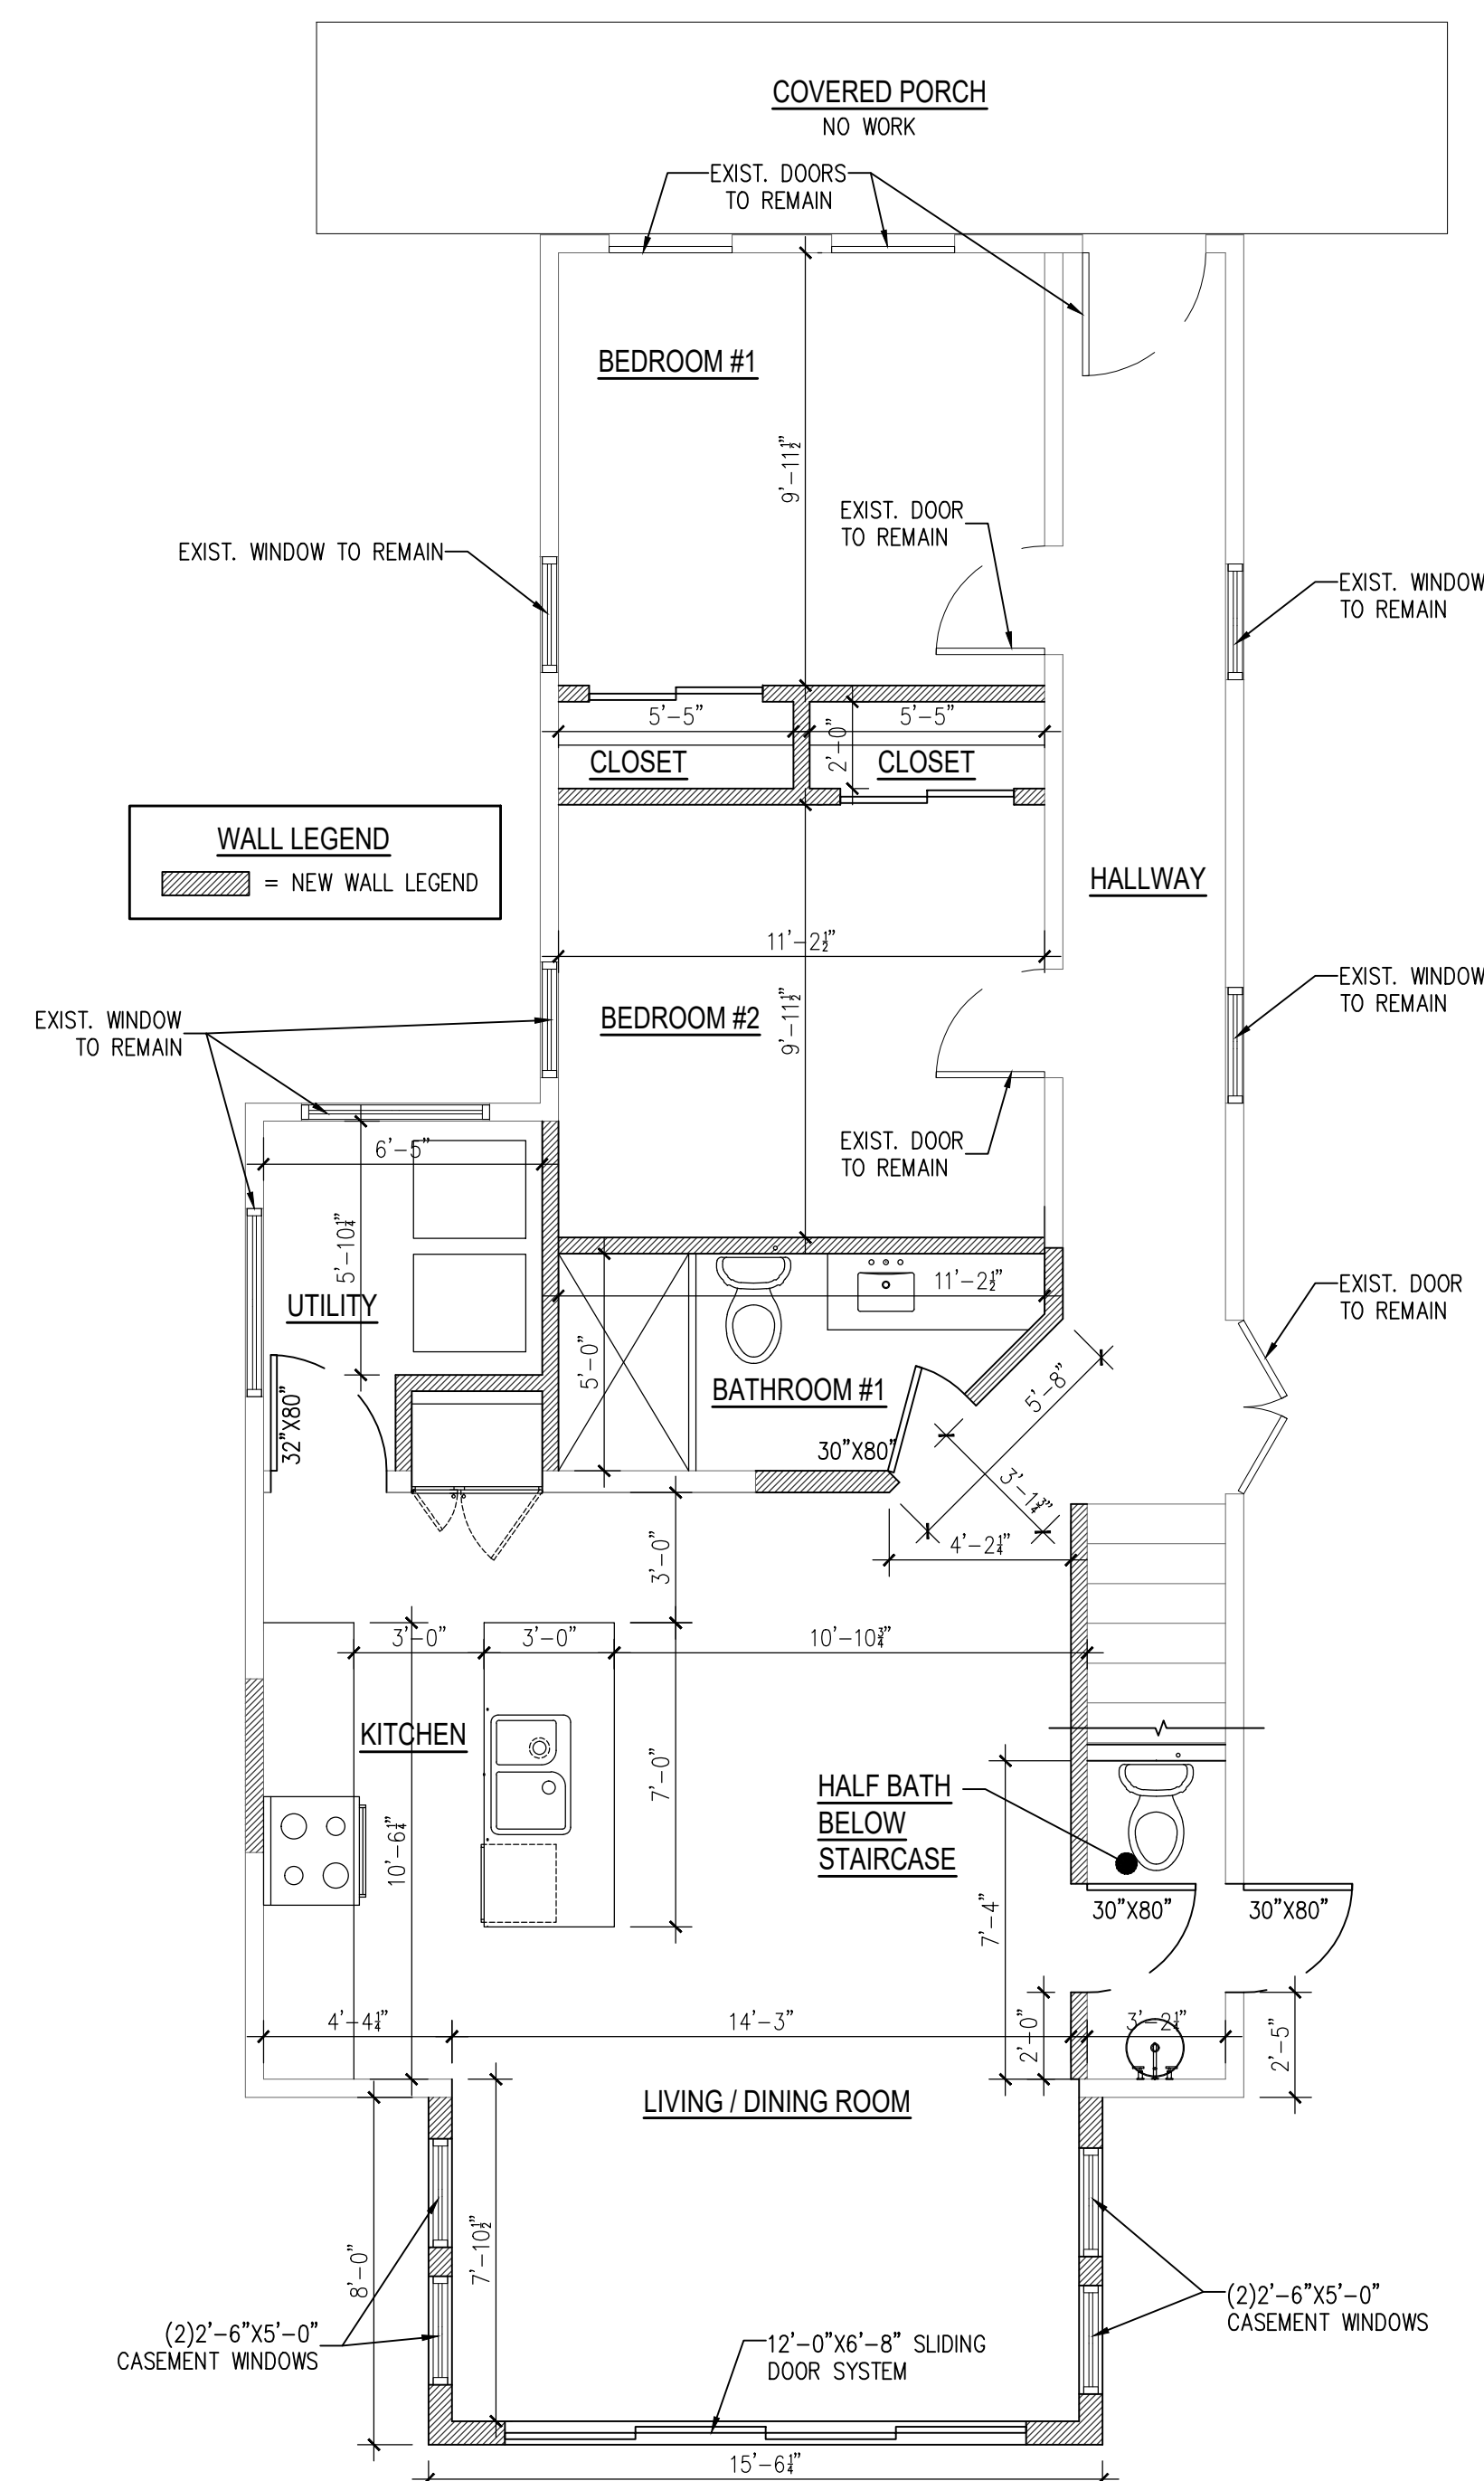 COVERED PORCH
NO WORK
EXIST. DOORS
TO REMAIN
BEDROOM #1
9'-11½"
EXIST. DOOR
TO REMAIN
EXIST. WINDOW TO REMAIN
EXIST. WINDOW
TO REMAIN
5'-5"
5'-5"
2'-0"
CLOSET
CLOSET
WALL LEGEND
= NEW WALL LEGEND
HALLWAY
11'-2½"
9'-11½"
BEDROOM #2
EXIST. WINDOW
TO REMAIN
EXIST. WINDOW
TO REMAIN
EXIST. DOOR
TO REMAIN
6'-5"
5'-10¼"
UTILITY
32"X80"
11'-2½"
5'-0"
BATHROOM #1
30"X80"
5'-8"
3'-1¾"
EXIST. DOOR
TO REMAIN
4'-2¼"
3'-0"
3'-0"
3'-0"
10'-10¾"
KITCHEN
10'-6¼"
7'-0"
HALF BATH
BELOW
STAIRCASE
7'-4"
30"X80"
30"X80"
4'-4¼"
14'-3"
2'-0"
3'-2¼"
2'-5"
LIVING / DINING ROOM
7'-10½"
8'-0"
(2)2'-6"X5'-0"
CASEMENT WINDOWS
(2)2'-6"X5'-0"
CASEMENT WINDOWS
12'-0"X6'-8" SLIDING
DOOR SYSTEM
15'-6¼"